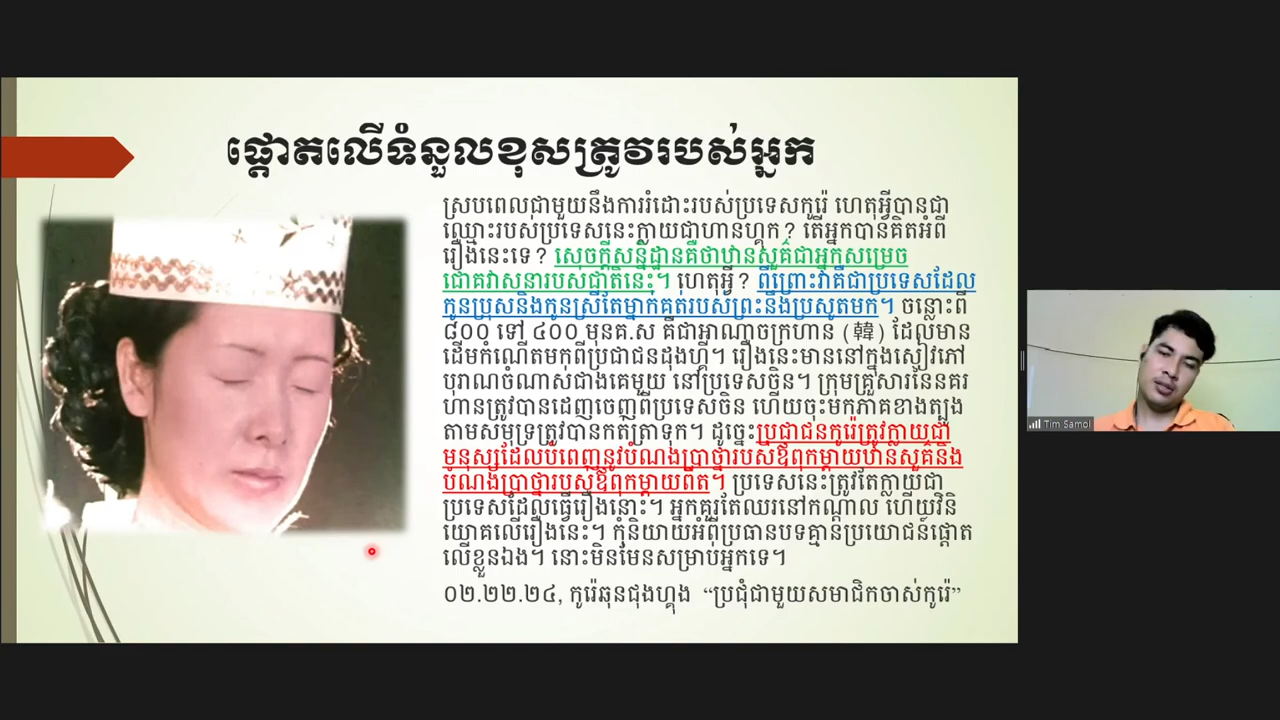 ផ្តោតលើទំនួលខុសត្រូវរបស់អ្នក
ស្របពេលជាមួយនឹងការរំដោះរបស់ប្រទេសកូរ៉េ ហេតុអ្វីបានជា
ឈ្មោះរបស់ប្រទេសនេះក្លាយជាហានហ្គុក? តើអ្នកបានគិតអំពី
រឿងនេះទេ? សេចក្តីសន្និដ្ឋានគឺថាឋានសួគ៌ជាអ្នកសម្រេច
ជោគវាសនារបស់ជាតិនេះ។ ហេតុអ្វី? ពីព្រោះវាគឺជាប្រទេសដែល
កូនប្រុសនិងកូនស្រីតែម្នាក់គត់របស់ព្រះនឹងប្រសូតមក។ ចន្លោះពី
៨០០ ទៅ ៤០០ មុនគ.ស គឺជាអាណាចក្រហាន (韓) ដែលមាន
ដើមកំណើតមកពីប្រជាជនដុងហ្គី។ រឿងនេះមាននៅក្នុងសៀវភៅ
បុរាណចំណាស់ជាងគេមួយ នៅប្រទេសចិន។ ក្រុមគ្រួសារនៃនគរ
ហានត្រូវបានដេញចេញពីប្រទេសចិន ហើយចុះមកភាគខាងត្បូង
តាមសមុទ្រត្រូវបានកត់ត្រាទុក។ ដូច្នេះប្រជាជនកូរ៉េត្រូវក្លាយជា
មនុស្សដែលបំពេញនូវបំណងប្រាថ្នារបស់ឪពុកម្តាយឋានសួគ៌និង
បំណងប្រាថ្នារបស់ឪពុកម្តាយពិត។ ប្រទេសនេះត្រូវតែក្លាយជា
ប្រទេសដែលធ្វើរឿងនោះ។ អ្នកគួរតែឈរនៅកណ្តាល ហើយវិនិ
យោគលើរឿងនេះ។ កុំនិយាយអំពីប្រធានបទគ្មានប្រយោជន៍ផ្តោត
លើខ្លួនឯង។ នោះមិនមែនសម្រាប់អ្នកទេ។
០២.២២.២៤, កូរ៉េឆុនជុងហ្គុង “ប្រជុំជាមួយសមាជិកចាស់កូរ៉េ”
Tim Samol